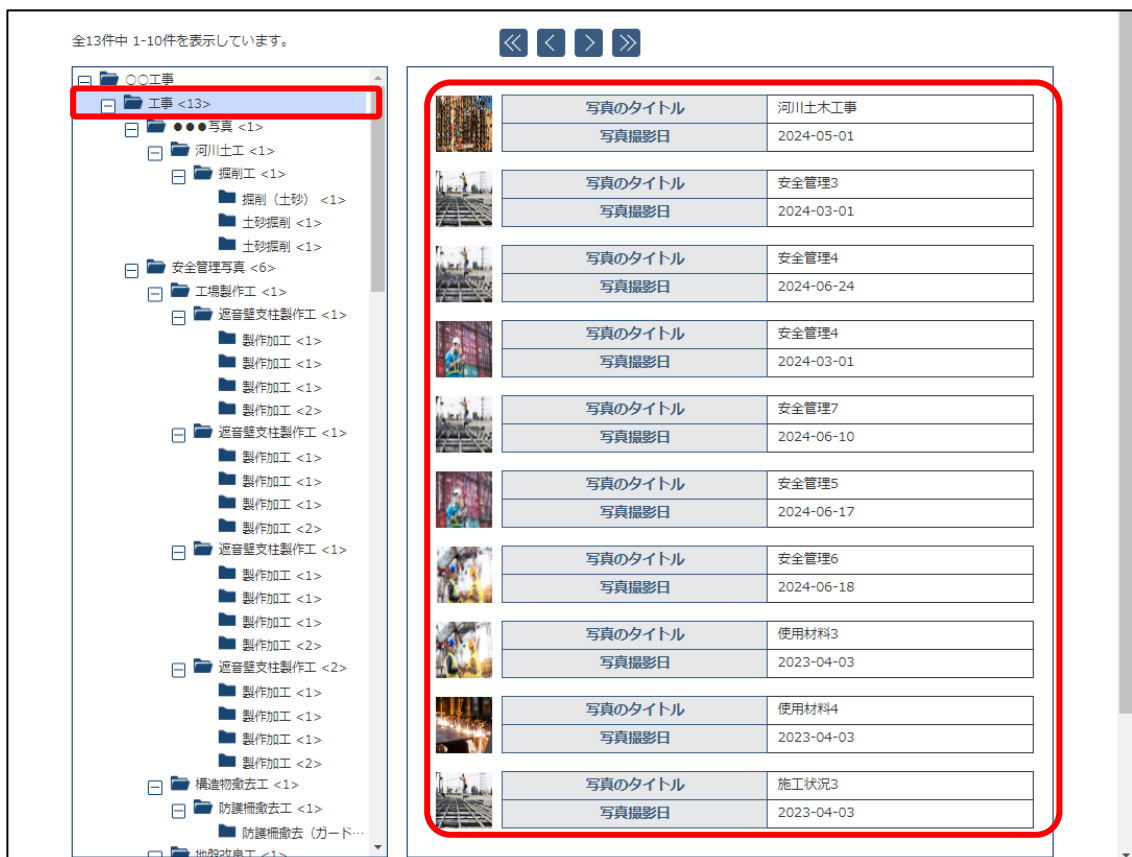 全13件中 1-10件を表示しています。
○○工事
工事 <13>
●●●写真 <1>
河川土工 <1>
掘削工 <1>
掘削（土砂） <1>
土砂掘削 <1>
土砂掘削 <1>
安全管理写真 <6>
工場製作工 <1>
遮音壁支柱製作工 <1>
製作加工 <1>
製作加工 <1>
製作加工 <1>
製作加工 <2>
遮音壁支柱製作工 <1>
製作加工 <1>
製作加工 <1>
製作加工 <1>
製作加工 <2>
遮音壁支柱製作工 <1>
製作加工 <1>
製作加工 <1>
製作加工 <1>
製作加工 <2>
遮音壁支柱製作工 <2>
製作加工 <1>
製作加工 <1>
製作加工 <1>
製作加工 <2>
構造物撤去工 <1>
防護柵撤去工 <1>
防護柵撤去（ガード…
地盤改良工 <1>
写真のタイトル 河川土木工事
写真撮影日 2024-05-01
写真のタイトル 安全管理3
写真撮影日 2024-03-01
写真のタイトル 安全管理4
写真撮影日 2024-06-24
写真のタイトル 安全管理4
写真撮影日 2024-03-01
写真のタイトル 安全管理7
写真撮影日 2024-06-10
写真のタイトル 安全管理5
写真撮影日 2024-06-17
写真のタイトル 安全管理6
写真撮影日 2024-06-18
写真のタイトル 使用材料3
写真撮影日 2023-04-03
写真のタイトル 使用材料4
写真撮影日 2023-04-03
写真のタイトル 施工状況3
写真撮影日 2023-04-03